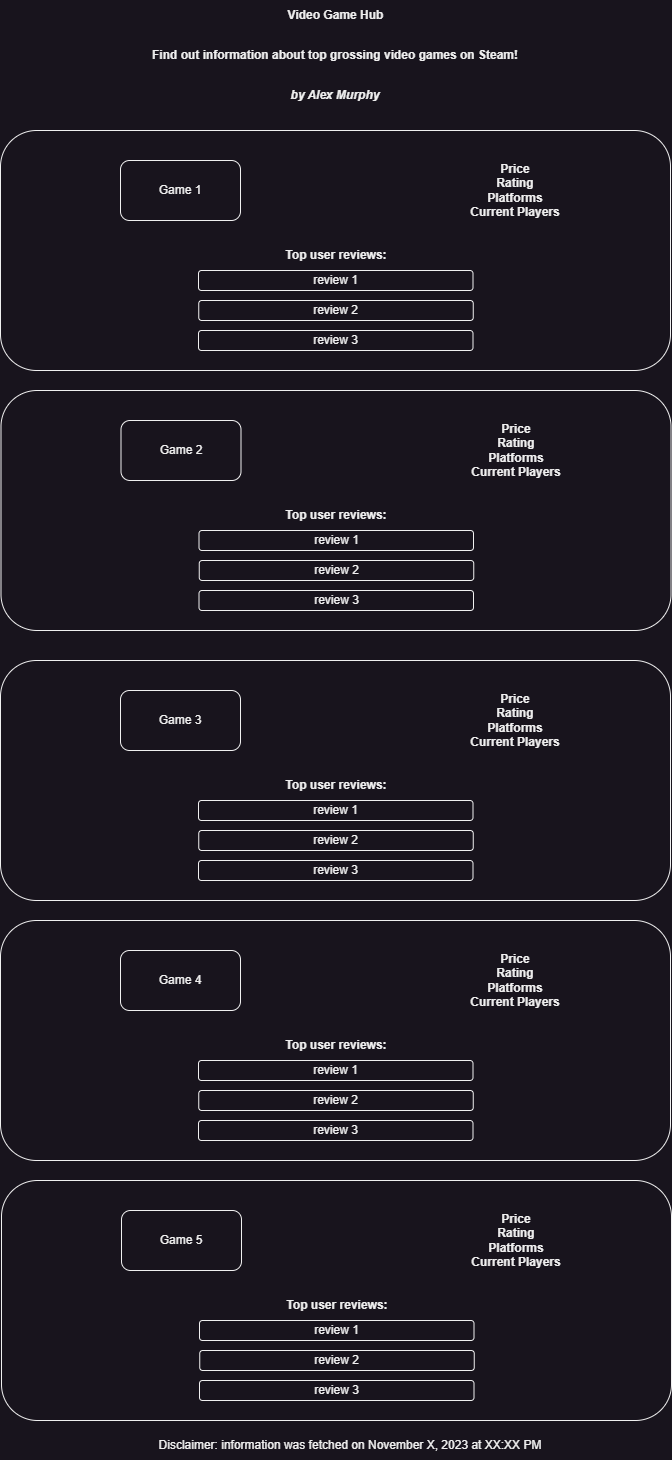 Video Game Hub
Find out information about top grossing video games on Steam!
by Alex Murphy
Game 1
Price
Rating
Platforms
Current Players
Top user reviews:
review 1
review 2
review 3
Game 2
Price
Rating
Platforms
Current Players
Top user reviews:
review 1
review 2
review 3
Game 3
Price
Rating
Platforms
Current Players
Top user reviews:
review 1
review 2
review 3
Game 4
Price
Rating
Platforms
Current Players
Top user reviews:
review 1
review 2
review 3
Game 5
Price
Rating
Platforms
Current Players
Top user reviews:
review 1
review 2
review 3
Disclaimer: information was fetched on November X, 2023 at XX:XX PM